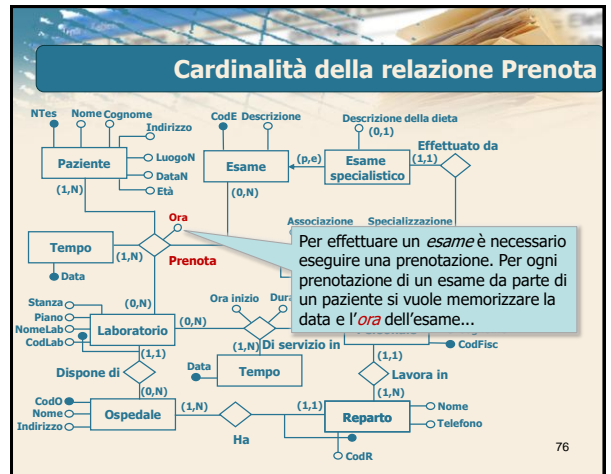 Cardinalità della relazione Prenota
NTes Nome Cognome
Indirizzo
CodE Descrizione
Descrizione della dieta
(0,1)
Effettuato da
Paziente
LuogoN
DataN
Età
Esame
(p,e)
Esame
specialistico
(1,1)
(1,N)
(0,N)
Ora
Associazione Specializzazione
Tempo
(1,N)
Prenota
Data
Per effettuare un esame è necessario
eseguire una prenotazione. Per ogni
prenotazione di un esame da parte di
un paziente si vuole memorizzare la
data e l'ora dell'esame...
Stanza
Piano
NomeLab
CodLab
(0,N)
Laboratorio
(0,N)
Ora inizio
(1,N)
Di servizio in
CodFisc
(1,1)
Dispone di
Data
Tempo
(1,1)
Lavora in
(0,N)
(1,N)
CodO
Nome
Indirizzo
Ospedale
(1,N)
Ha
(1,1)
Reparto
Nome
Telefono
CodR
76